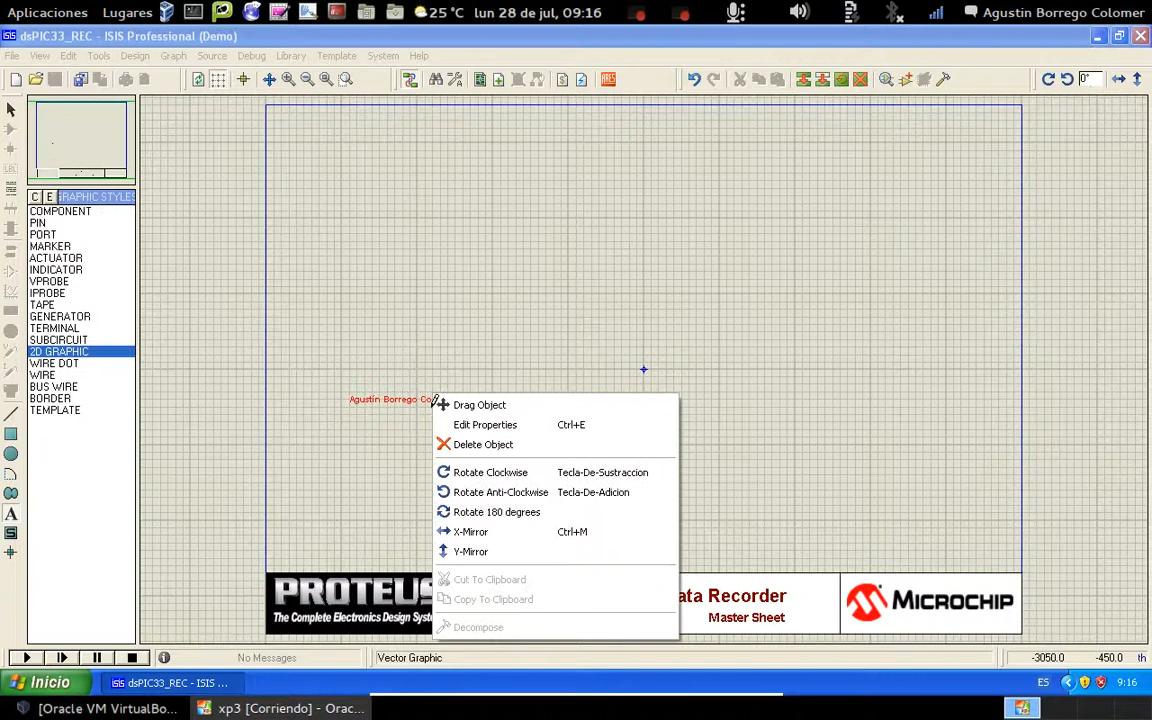 Aplicaciones Lugares 25 °C lun 28 de jul, 09:16 Agustin Borrego Colomer
dsPIC33_REC - ISIS Professional (Demo)
File View Edit Tools Design Graph Source Debug Library Template System Help
0°
LBL
C E GRAPHIC STYLES
COMPONENT
PIN
PORT
MARKER
ACTUATOR
INDICATOR
VPROBE
IPROBE
TAPE
GENERATOR
TERMINAL
SUBCIRCUIT
2D GRAPHIC
WIRE DOT
WIRE
BUS WIRE
BORDER
TEMPLATE
A
S
ARES
Agustín Borrego Co
Drag Object
Edit Properties Ctrl+E
Delete Object
Rotate Clockwise Tecla-De-Sustraccion
Rotate Anti-Clockwise Tecla-De-Adicion
Rotate 180 degrees
X-Mirror Ctrl+M
Y-Mirror
Cut To Clipboard
Copy To Clipboard
Decompose
PROTEUS
The Complete Electronics Design Syste
ata Recorder
Master Sheet
MICROCHIP
No Messages Vector Graphic -3050.0 -450.0 th
Inicio dsPIC33_REC - ISIS ... ES 9:16
[Oracle VM VirtualBo... xp3 [Corriendo] - Orac...